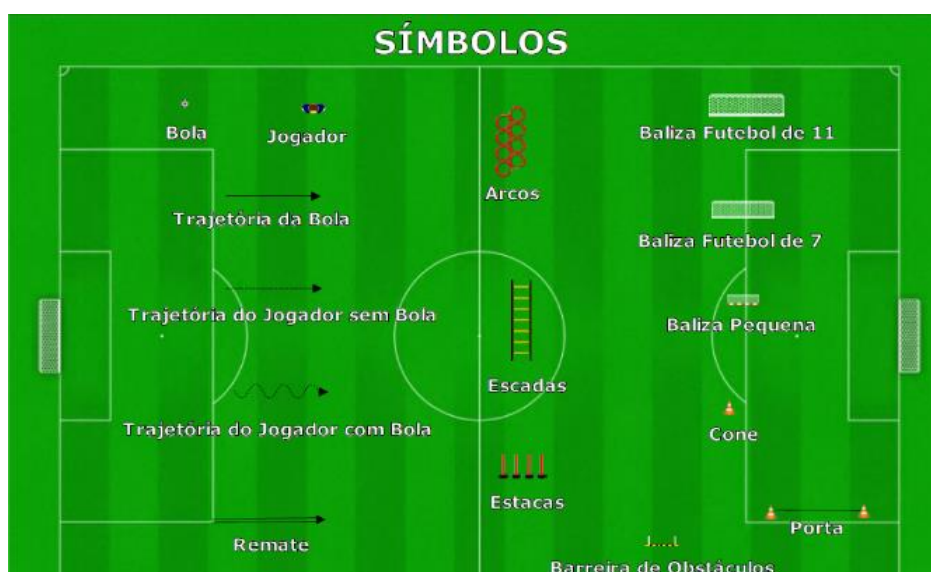 SÍMBOLOS
Bola
Jogador
Trajetória da Bola
Trajetória do Jogador sem Bola
Trajetória do Jogador com Bola
Remate
Arcos
Escadas
Estacas
Barreira de Obstáculos
Baliza Futebol de 11
Baliza Futebol de 7
Baliza Pequena
Cone
Porta